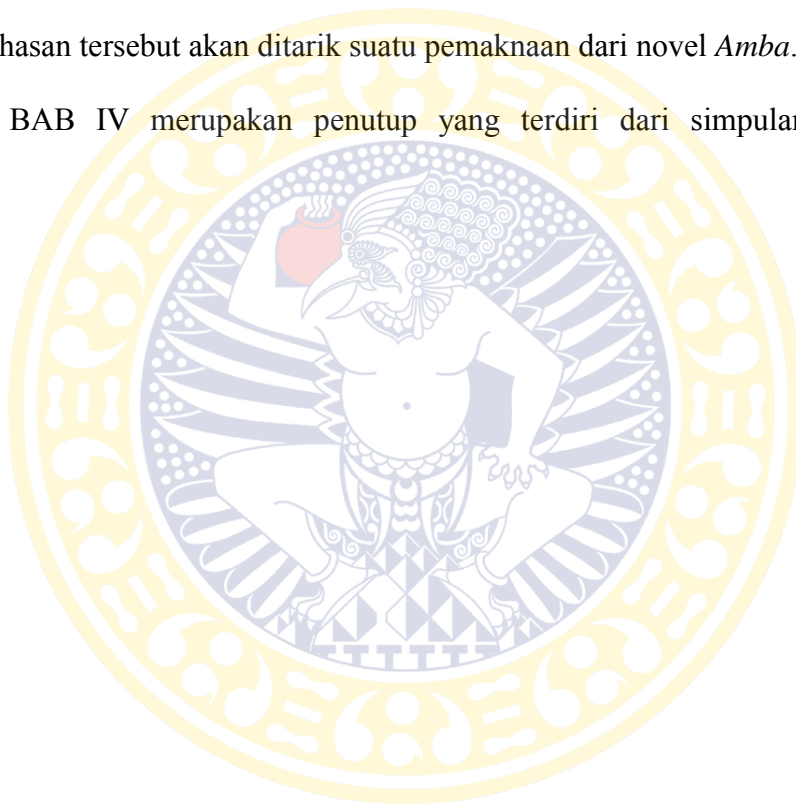 hasan tersebut akan ditarik suatu pemaknaan dari novel Amba.
BAB IV merupakan penutup yang terdiri dari simpulan